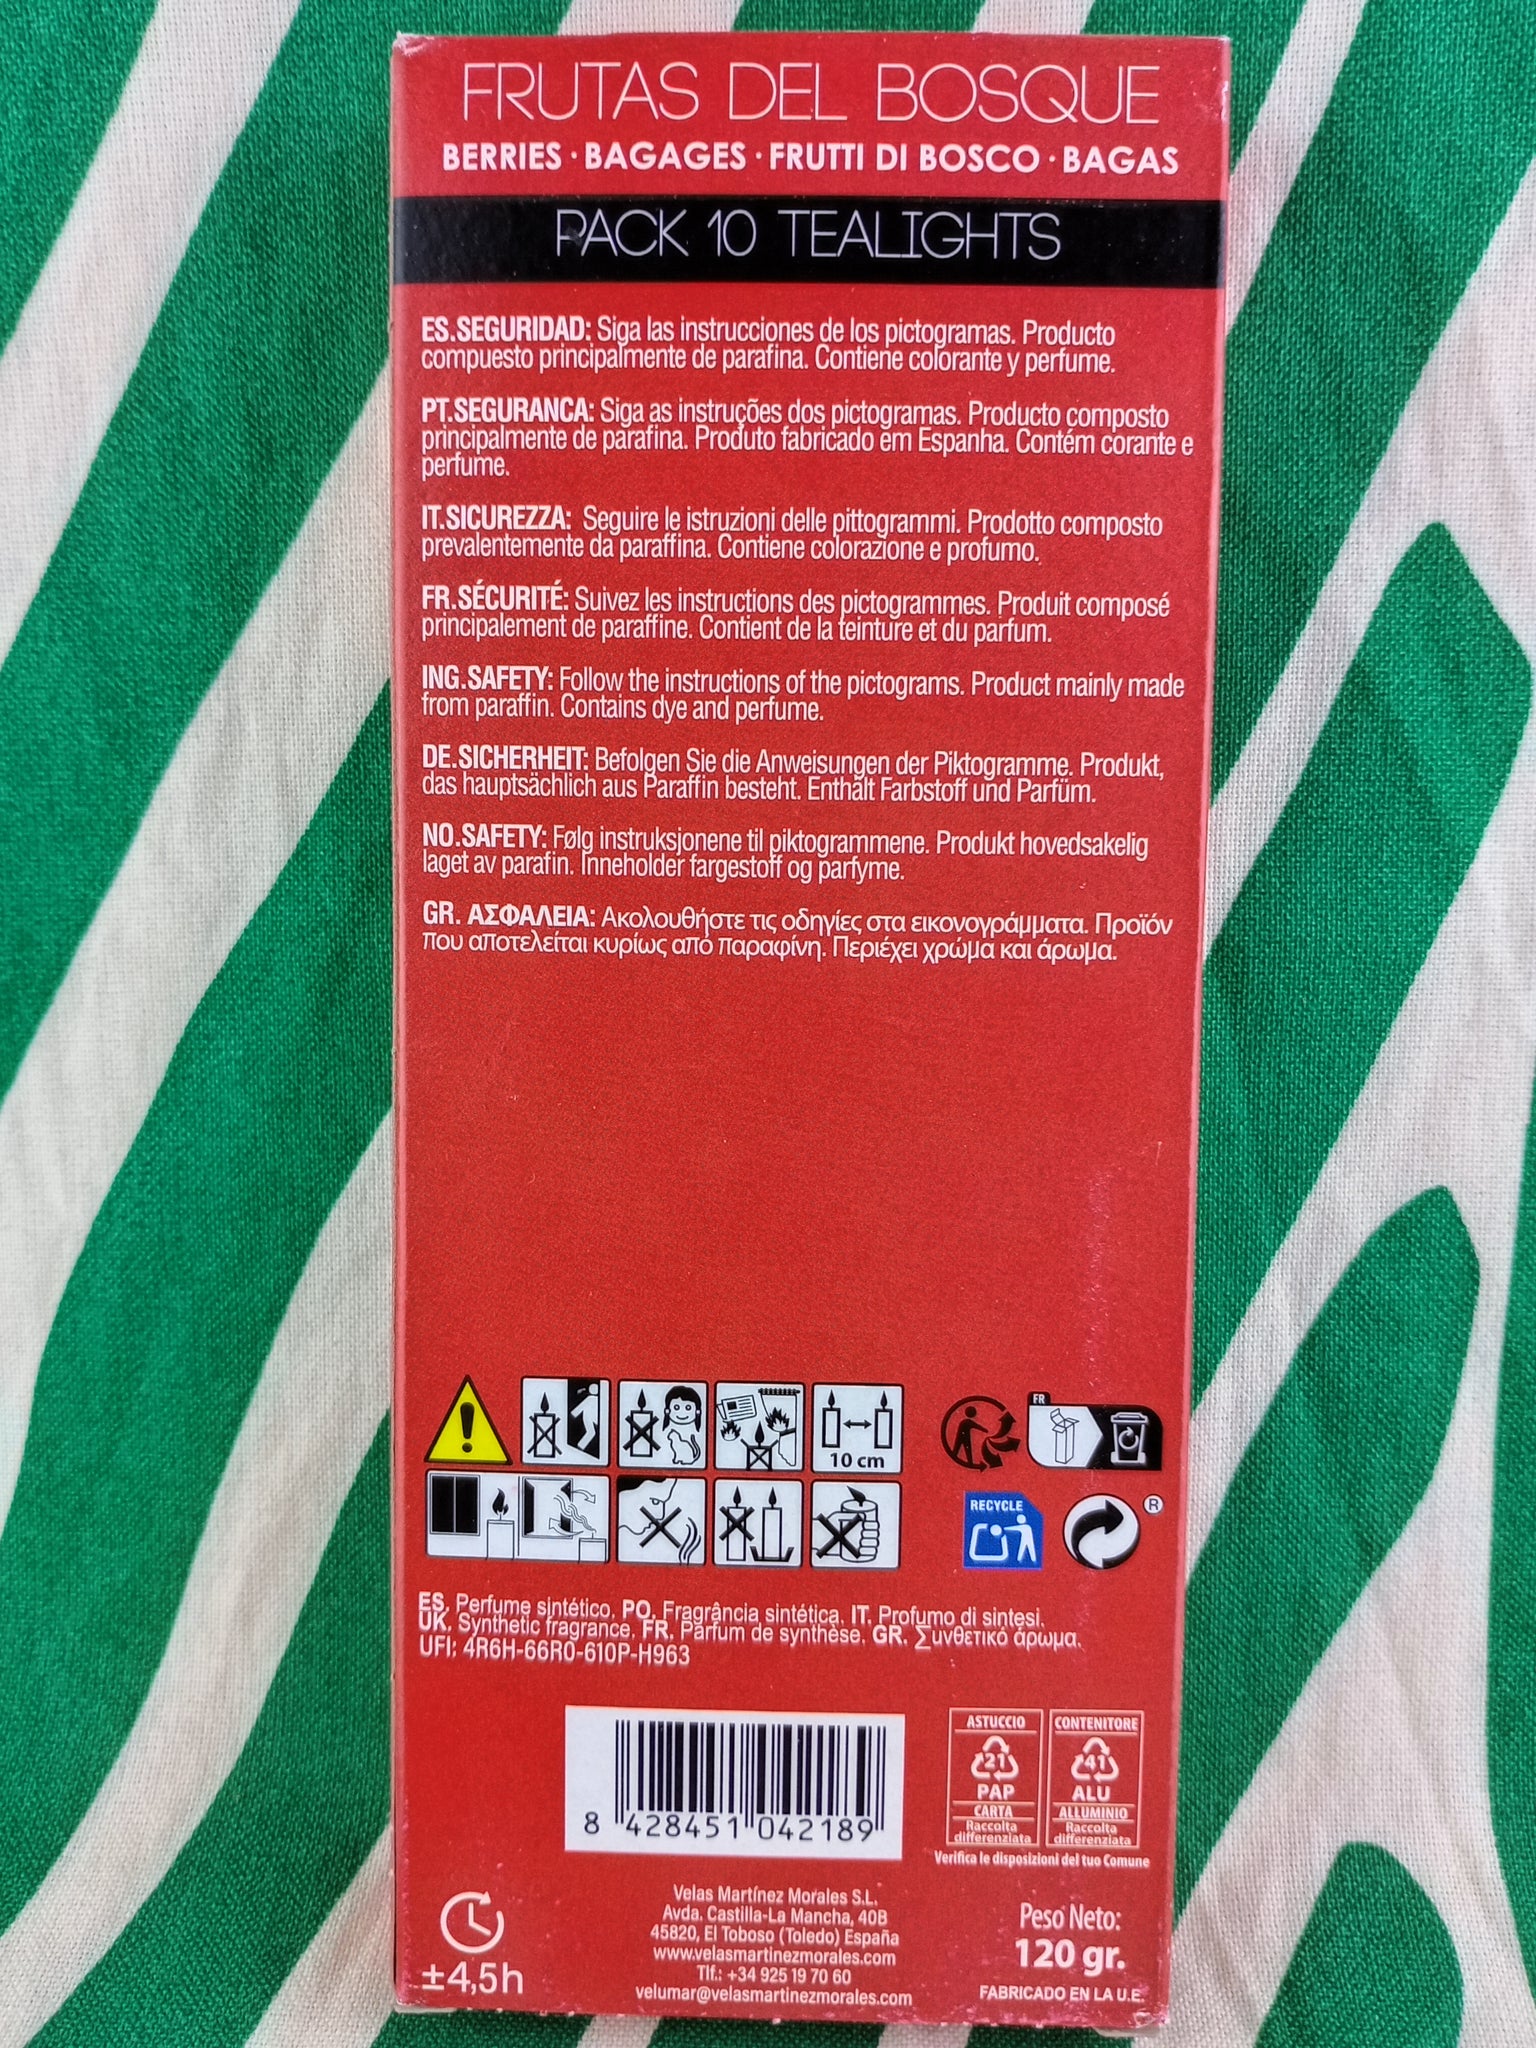 FRUTAS DEL BOSQUE
BERRIES · BAGAGES · FRUTTI DI BOSCO · BAGAS
PACK 10 TEALIGHTS
ES.SEGURIDAD: Siga las instrucciones de los pictogramas. Producto
compuesto principalmente de parafina. Contiene colorante y perfume.
PT.SEGURANCA: Siga as instruções dos pictogramas. Producto composto
principalmente de parafina. Produto fabricado em Espanha. Contém corante e
perfume.
IT.SICUREZZA: Seguire le istruzioni delle pittogrammi. Prodotto composto
prevalentemente da paraffina. Contiene colorazione e profumo.
FR.SÉCURITÉ: Suivez les instructions des pictogrammes. Produit composé
principalement de paraffine. Contient de la teinture et du parfum.
ING.SAFETY: Follow the instructions of the pictograms. Product mainly made
from paraffin. Contains dye and perfume.
DE.SICHERHEIT: Befolgen Sie die Anweisungen der Piktogramme. Produkt,
das hauptsächlich aus Paraffin besteht. Enthält Farbstoff und Parfüm.
NO.SAFETY: Følg instruksjonene til piktogrammene. Produkt hovedsakelig
laget av parafin. Inneholder fargestoff og parfyme.
GR. ΑΣΦΑΛΕΙΑ: Ακολουθήστε τις οδηγίες στα εικονογράμματα. Προϊόν
που αποτελείται κυρίως από παραφίνη. Περιέχει χρώμα και άρωμα.
10 cm
FR
RECYCLE
®
ES. Perfume sintético. PO. Fragrância sintética. IT. Profumo di sintesi.
UK. Synthetic fragrance. FR. Parfum de synthèse. GR. Συνθετικό άρωμα.
UFI: 4R6H-66R0-610P-H963
8 428451 042189
ASTUCCIO
21
PAP
CARTA
Raccolta
differenziata
CONTENITORE
41
ALU
ALLUMINIO
Raccolta
differenziata
Verifica le disposizioni del tuo Comune
±4,5h
Velas Martínez Morales S.L.
Avda. Castilla-La Mancha, 40B
45820, El Toboso (Toledo) España
www.velasmartinezmorales.com
Tlf.: +34 925 19 70 60
velumar@velasmartinezmorales.com
Peso Neto:
120 gr.
FABRICADO EN LA U.E.